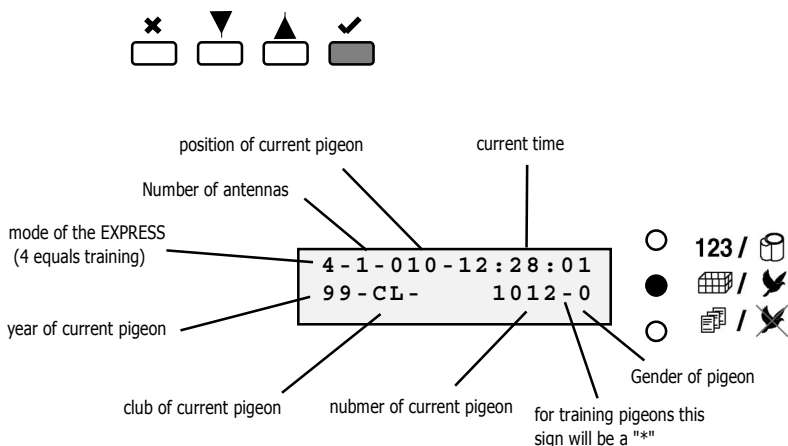 position of current pigeon
current time
Number of antennas
mode of the EXPRESS
(4 equals training)
4-1-010-12:28:01
99-CL- 1012-0
123 /
/
/
year of current pigeon
Gender of pigeon
club of current pigeon
nubmer of current pigeon
for training pigeons this
sign will be a "*"